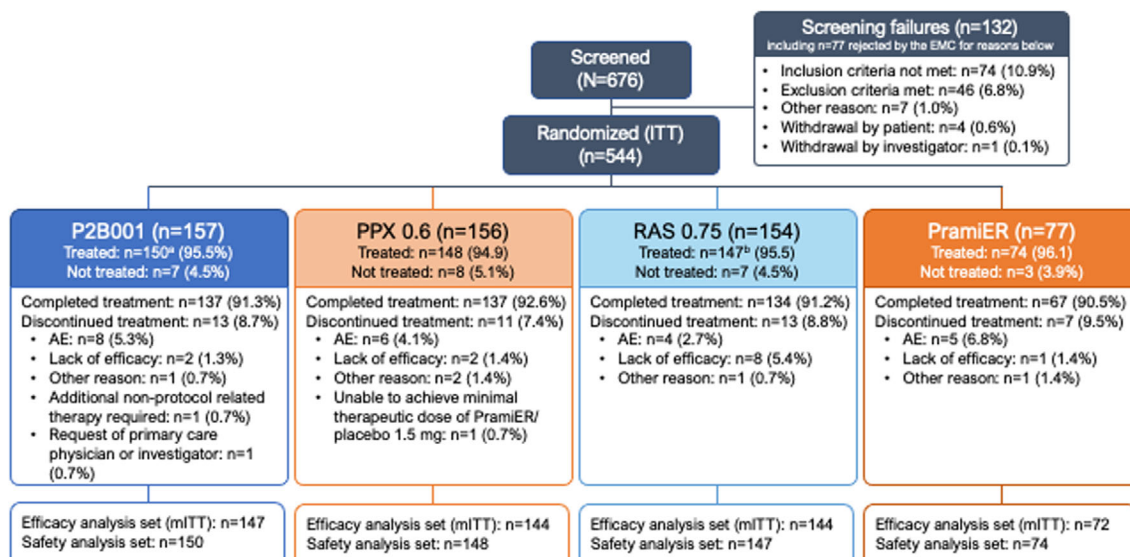 Screening failures (n=132)
including n=77 rejected by the EMC for reasons below
Screened
(N=676)
• Inclusion criteria not met: n=74 (10.9%)
• Exclusion criteria met: n=46 (6.8%)
• Other reason: n=7 (1.0%)
• Withdrawal by patient: n=4 (0.6%)
• Withdrawal by investigator: n=1 (0.1%)
Randomized (ITT)
(n=544)
P2B001 (n=157)
Treated: n=150ᵃ (95.5%)
Not treated: n=7 (4.5%)
Completed treatment: n=137 (91.3%)
Discontinued treatment: n=13 (8.7%)
• AE: n=8 (5.3%)
• Lack of efficacy: n=2 (1.3%)
• Other reason: n=1 (0.7%)
• Additional non-protocol related
therapy required: n=1 (0.7%)
• Request of primary care
physician or investigator: n=1
(0.7%)
Efficacy analysis set (mITT): n=147
Safety analysis set: n=150
PPX 0.6 (n=156)
Treated: n=148 (94.9)
Not treated: n=8 (5.1%)
Completed treatment: n=137 (92.6%)
Discontinued treatment: n=11 (7.4%)
• AE: n=6 (4.1%)
• Lack of efficacy: n=2 (1.4%)
• Other reason: n=2 (1.4%)
• Unable to achieve minimal
therapeutic dose of PramiER/
placebo 1.5 mg: n=1 (0.7%)
Efficacy analysis set (mITT): n=144
Safety analysis set: n=148
RAS 0.75 (n=154)
Treated: n=147ᵇ (95.5)
Not treated: n=7 (4.5%)
Completed treatment: n=134 (91.2%)
Discontinued treatment: n=13 (8.8%)
• AE: n=4 (2.7%)
• Lack of efficacy: n=8 (5.4%)
• Other reason: n=1 (0.7%)
Efficacy analysis set (mITT): n=144
Safety analysis set: n=147
PramiER (n=77)
Treated: n=74 (96.1)
Not treated: n=3 (3.9%)
Completed treatment: n=67 (90.5%)
Discontinued treatment: n=7 (9.5%)
• AE: n=5 (6.8%)
• Lack of efficacy: n=1 (1.4%)
• Other reason: n=1 (1.4%)
Efficacy analysis set (mITT): n=72
Safety analysis set: n=74